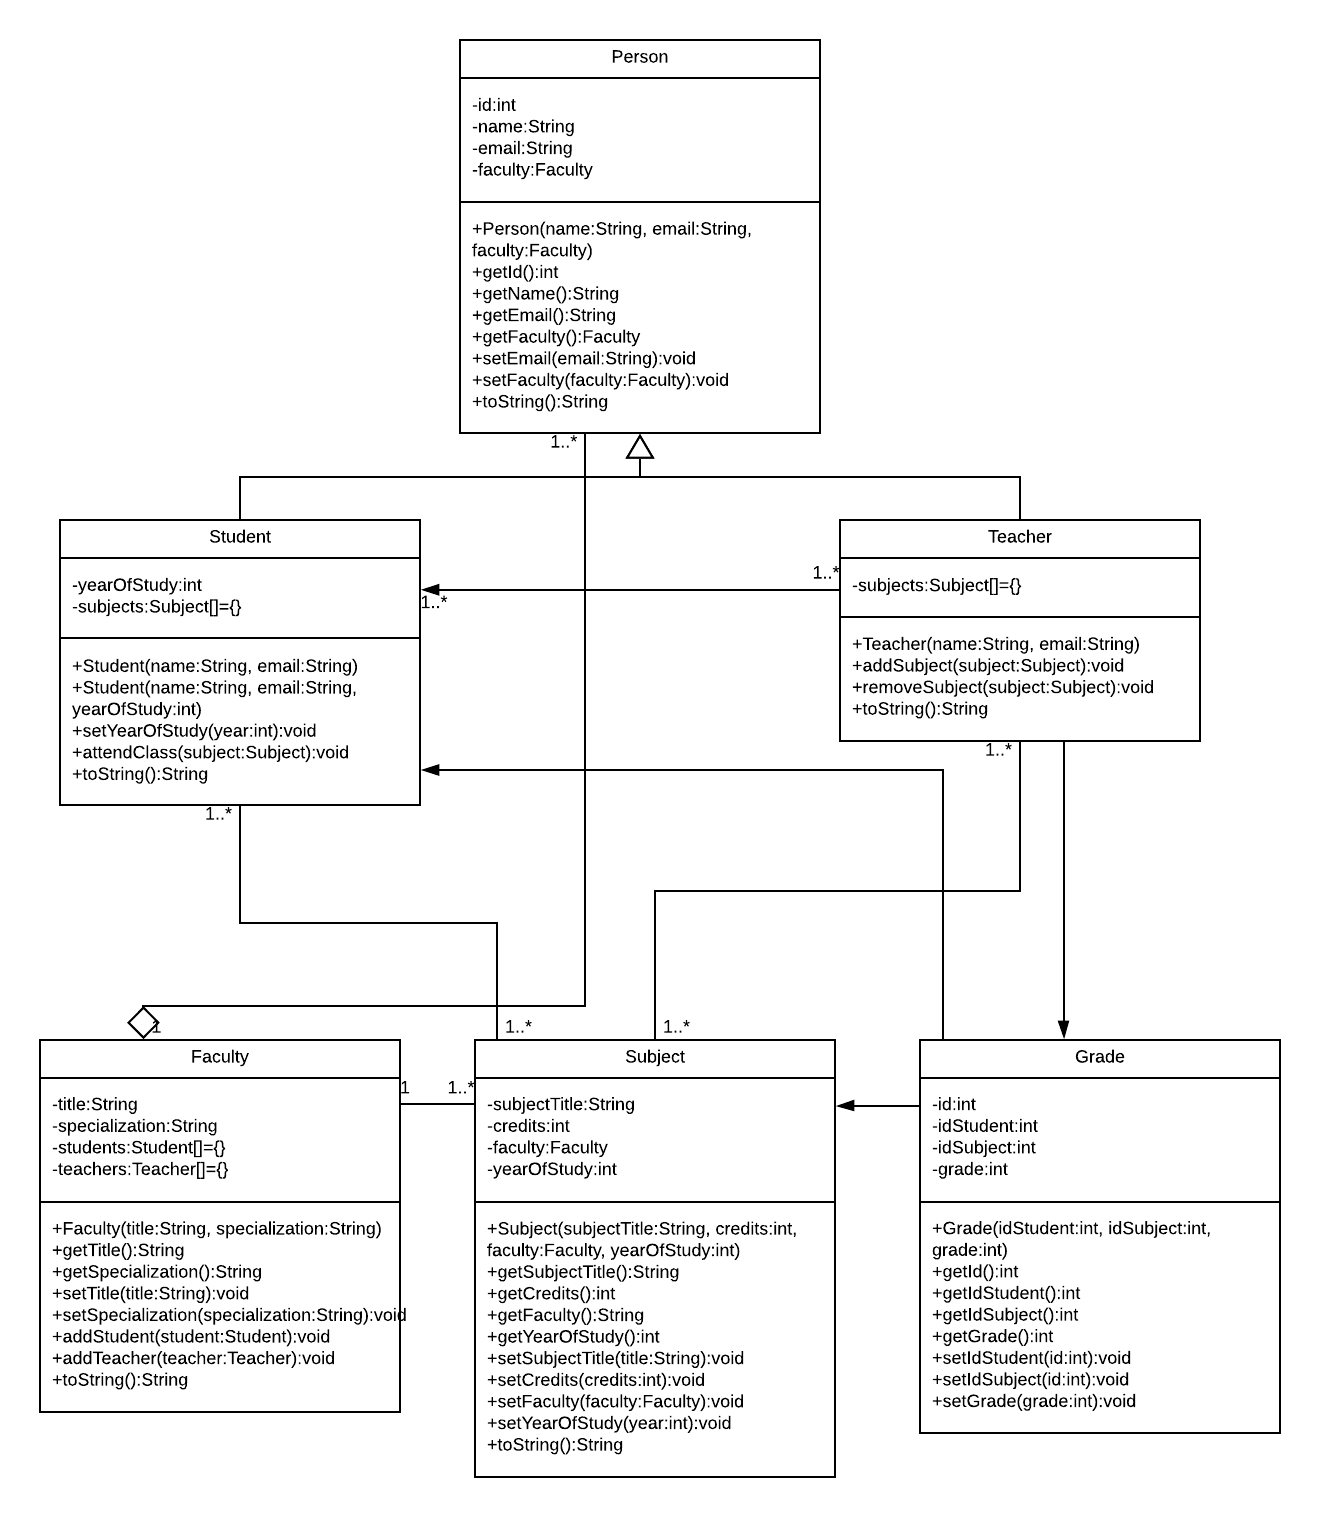 Person
-id:int
-name:String
-email:String
-faculty:Faculty
+Person(name:String, email:String,
faculty:Faculty)
+getId():int
+getName():String
+getEmail():String
+getFaculty():Faculty
+setEmail(email:String):void
+setFaculty(faculty:Faculty):void
+toString():String
1..*
Student
-yearOfStudy:int
-subjects:Subject[]={}
+Student(name:String, email:String)
+Student(name:String, email:String,
yearOfStudy:int)
+setYearOfStudy(year:int):void
+attendClass(subject:Subject):void
+toString():String
1..*
1..*
1..*
Teacher
-subjects:Subject[]={}
+Teacher(name:String, email:String)
+addSubject(subject:Subject):void
+removeSubject(subject:Subject):void
+toString():String
1..*
1
1..*
1..*
Faculty
-title:String
-specialization:String
-students:Student[]={}
-teachers:Teacher[]={}
+Faculty(title:String, specialization:String)
+getTitle():String
+getSpecialization():String
+setTitle(title:String):void
+setSpecialization(specialization:String):void
+addStudent(student:Student):void
+addTeacher(teacher:Teacher):void
+toString():String
1
1..*
Subject
-subjectTitle:String
-credits:int
-faculty:Faculty
-yearOfStudy:int
+Subject(subjectTitle:String, credits:int,
faculty:Faculty, yearOfStudy:int)
+getSubjectTitle():String
+getCredits():int
+getFaculty():String
+getYearOfStudy():int
+setSubjectTitle(title:String):void
+setCredits(credits:int):void
+setFaculty(faculty:Faculty):void
+setYearOfStudy(year:int):void
+toString():String
Grade
-id:int
-idStudent:int
-idSubject:int
-grade:int
+Grade(idStudent:int, idSubject:int,
grade:int)
+getId():int
+getIdStudent():int
+getIdSubject():int
+getGrade():int
+setIdStudent(id:int):void
+setIdSubject(id:int):void
+setGrade(grade:int):void